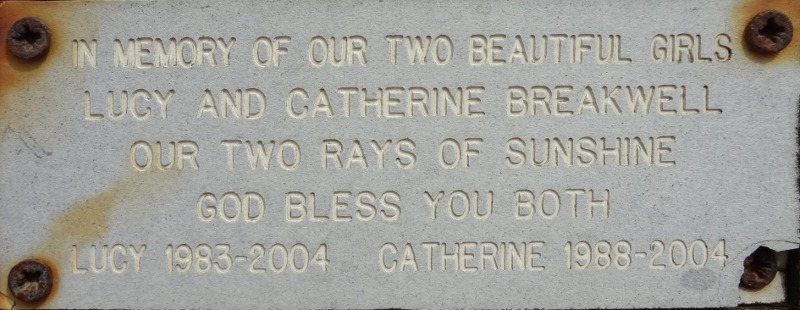 IN MEMORY OF OUR TWO BEAUTIFUL GIRLS
LUCY AND CATHERINE BREAKWELL
OUR TWO RAYS OF SUNSHINE
GOD BLESS YOU BOTH
LUCY 1983-2004 CATHERINE 1988-2004